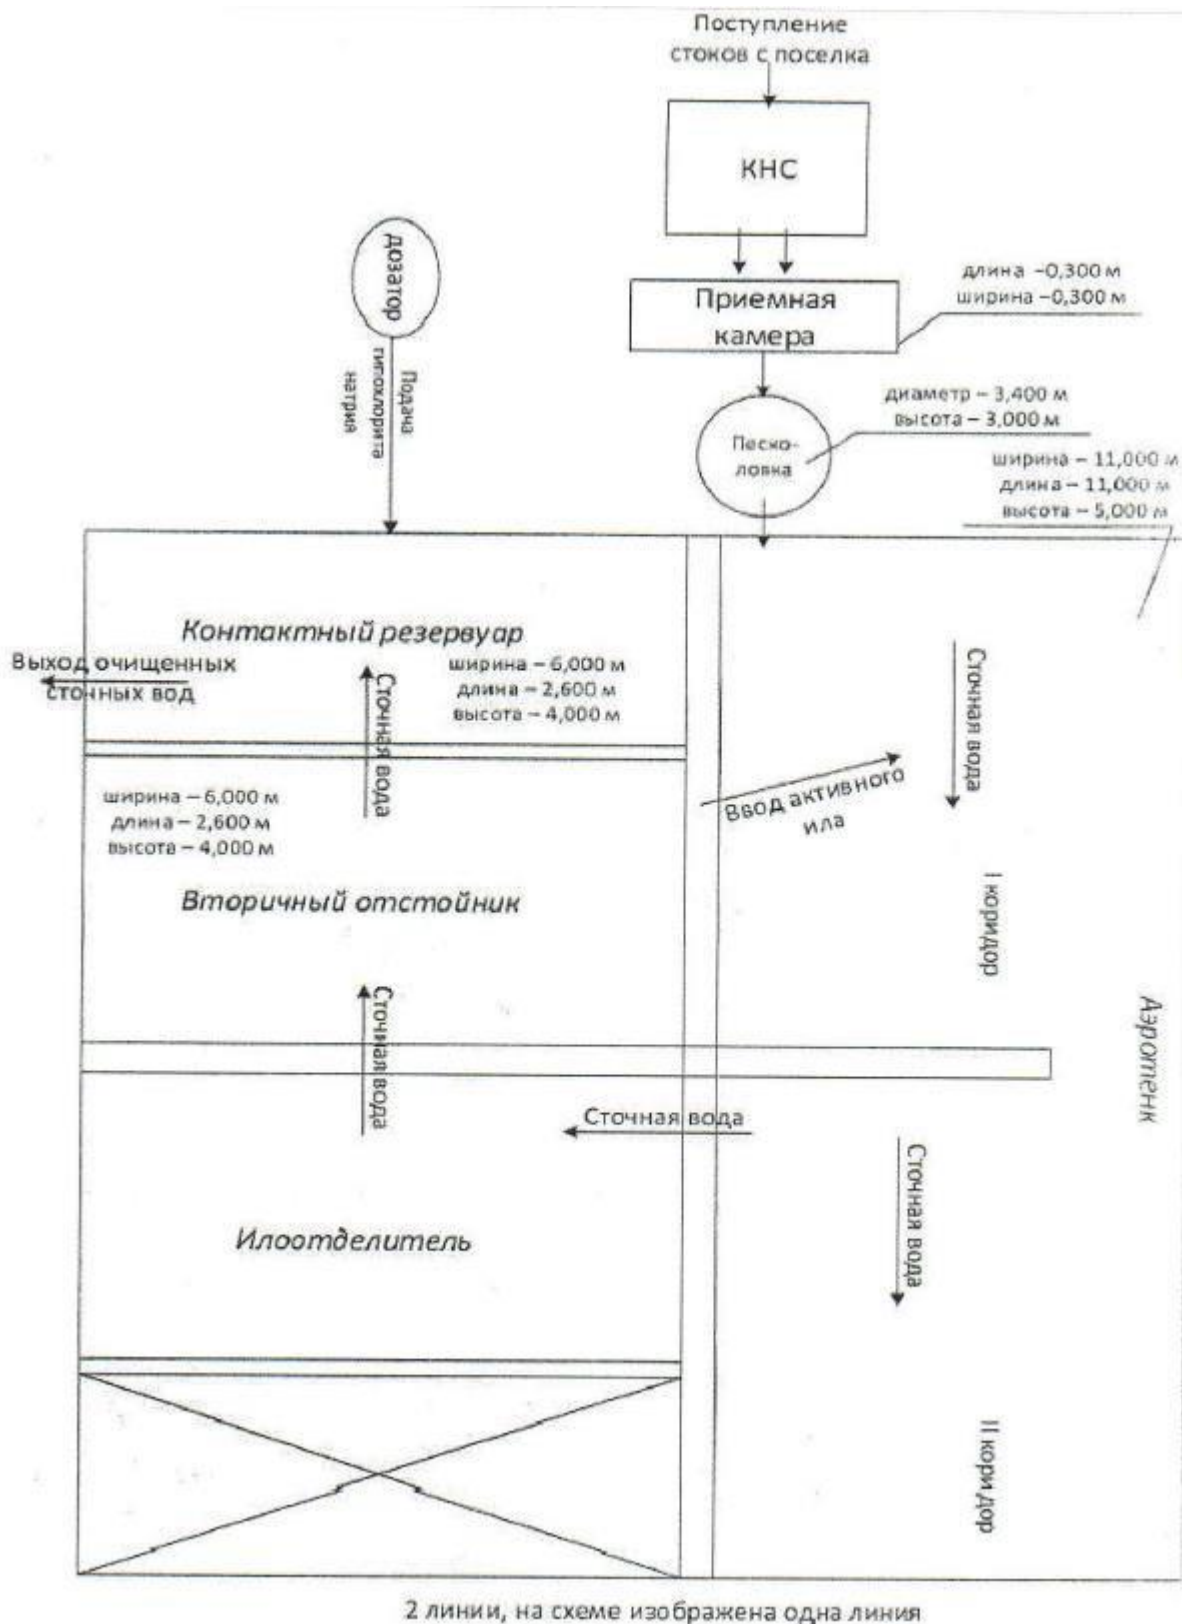 Поступление
стоков с поселка
КНС
дозатор
длина –0,300 м
ширина –0,300 м
Приемная
камера
Подача
гипохлорита
натрия
диаметр – 3,400 м
высота – 3,000 м
Песко-
ловка
ширина – 11,000 м
длина – 11,000 м
высота – 5,000 м
Контактный резервуар
Выход очищенных
сточных вод
ширина – 6,000 м
длина – 2,600 м
высота – 4,000 м
Сточная вода
Сточная вода
ширина – 6,000 м
длина – 2,600 м
высота – 4,000 м
Ввод активного
ила
Вторичный отстойник
I коридор
Аэротенк
Сточная вода
Сточная вода
Сточная вода
Илоотделитель
II коридор
2 линии, на схеме изображена одна линия